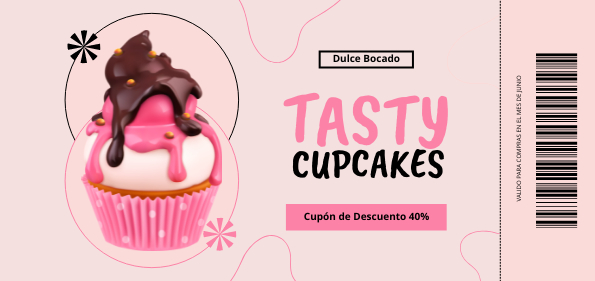 Dulce Bocado
TASTY
CUPCAKES
Cupón de Descuento 40%
VALIDO PARA COMPRAS EN EL MES DE JUNIO